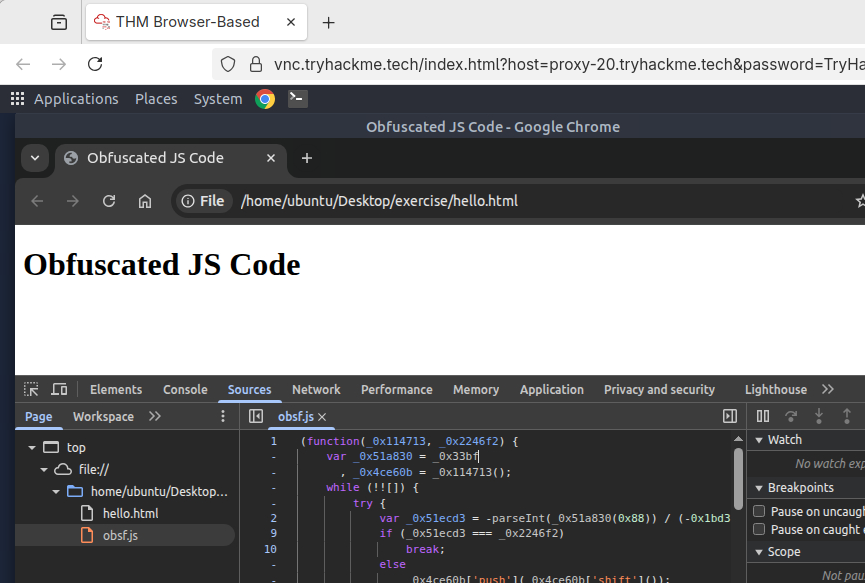 THM Browser-Based
vnc.tryhackme.tech/index.html?host=proxy-20.tryhackme.tech&password=TryHa
Applications Places System
Obfuscated JS Code - Google Chrome
Obfuscated JS Code
File /home/ubuntu/Desktop/exercise/hello.html
Obfuscated JS Code
Elements Console Sources Network Performance Memory Application Privacy and security Lighthouse
Page Workspace obsf.js
top
file://
home/ubuntu/Desktop...
hello.html
obsf.js
1 (function(_0x114713, _0x2246f2) {
- var _0x51a830 = _0x33bf
- , _0x4ce60b = _0x114713();
- while (!![]) {
- try {
2 var _0x51ecd3 = -parseInt(_0x51a830(0x88)) / (-0x1bd3
9 if (_0x51ecd3 === _0x2246f2)
10 break;
- else
- _0x4ce60b['push'](_0x4ce60b['shift']());
Watch
No watch exp
Breakpoints
Pause on uncaugh
Pause on caught e
Scope
Not pau